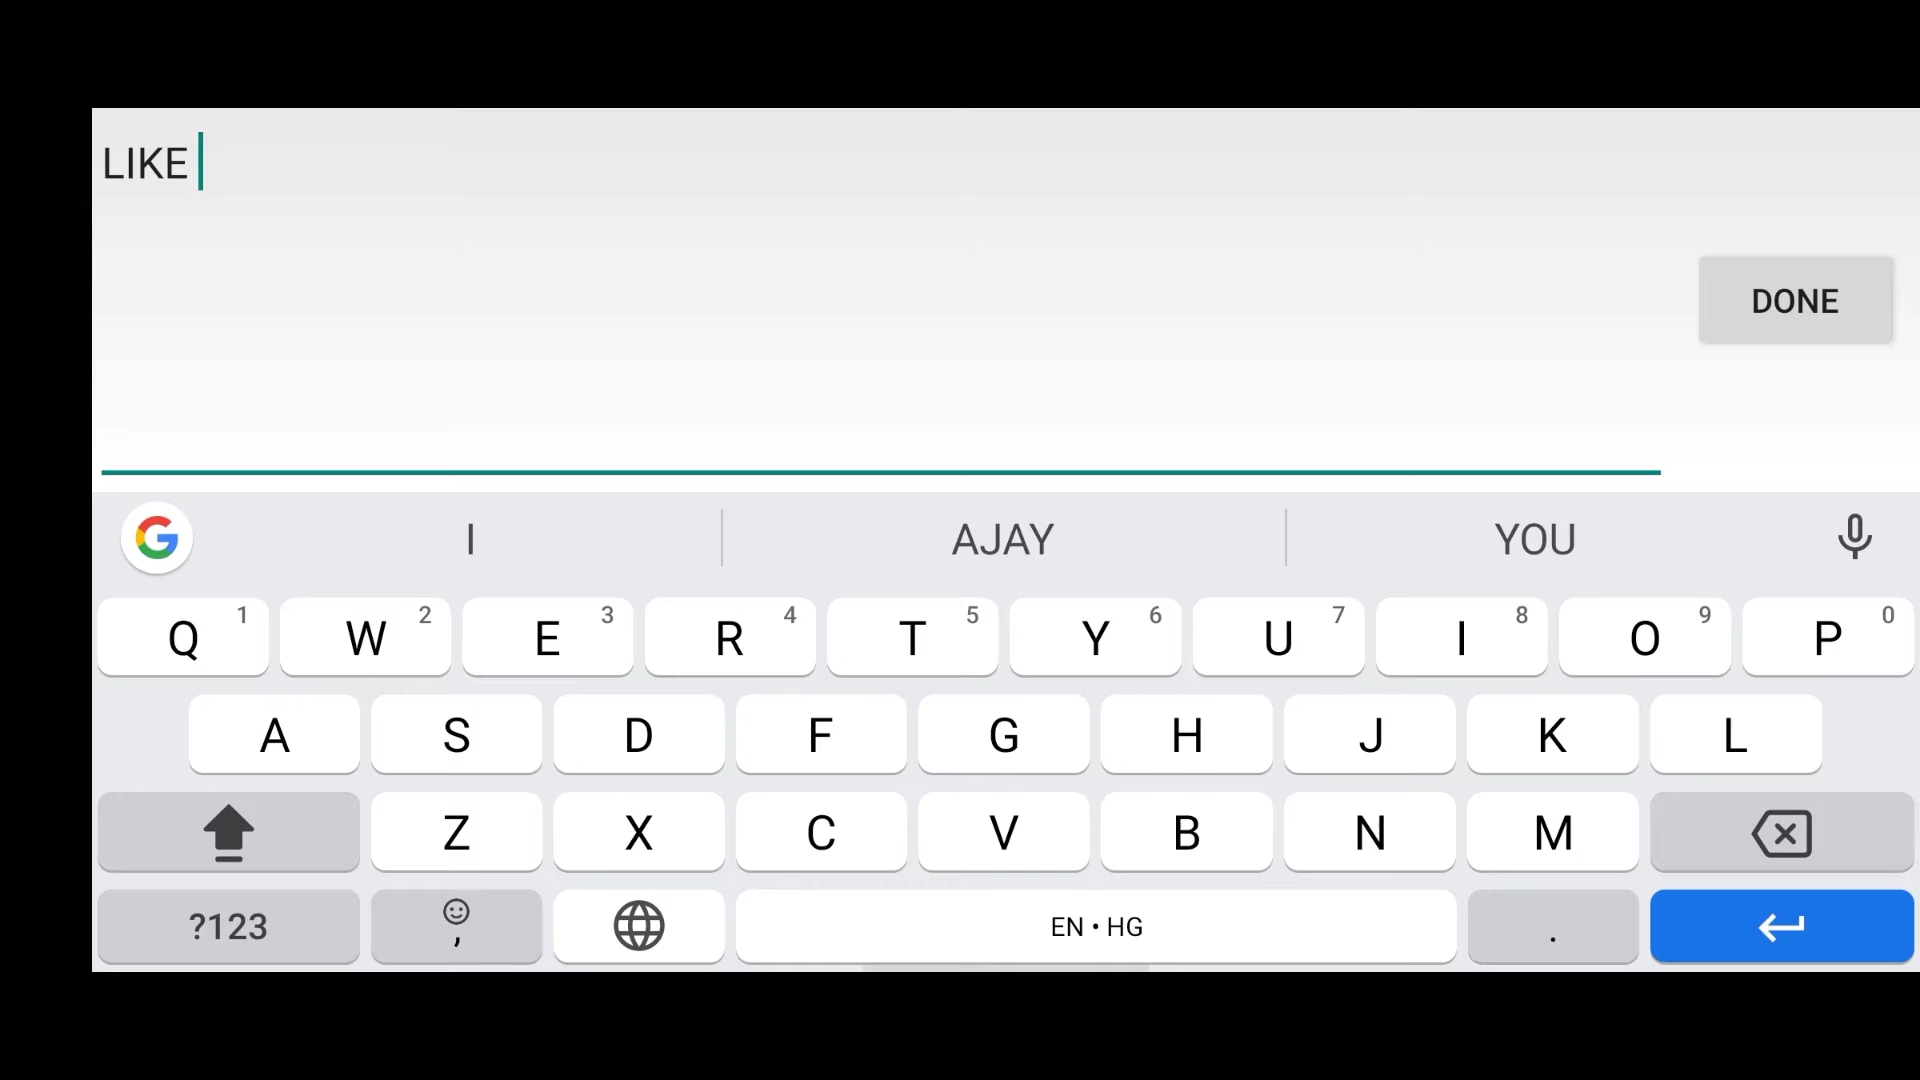 LIKE
DONE
I AJAY YOU
Q 1 W 2 E 3 R 4 T 5 Y 6 U 7 I 8 O 9 P 0
A S D F G H J K L
Z X C V B N M
?123 , EN • HG .